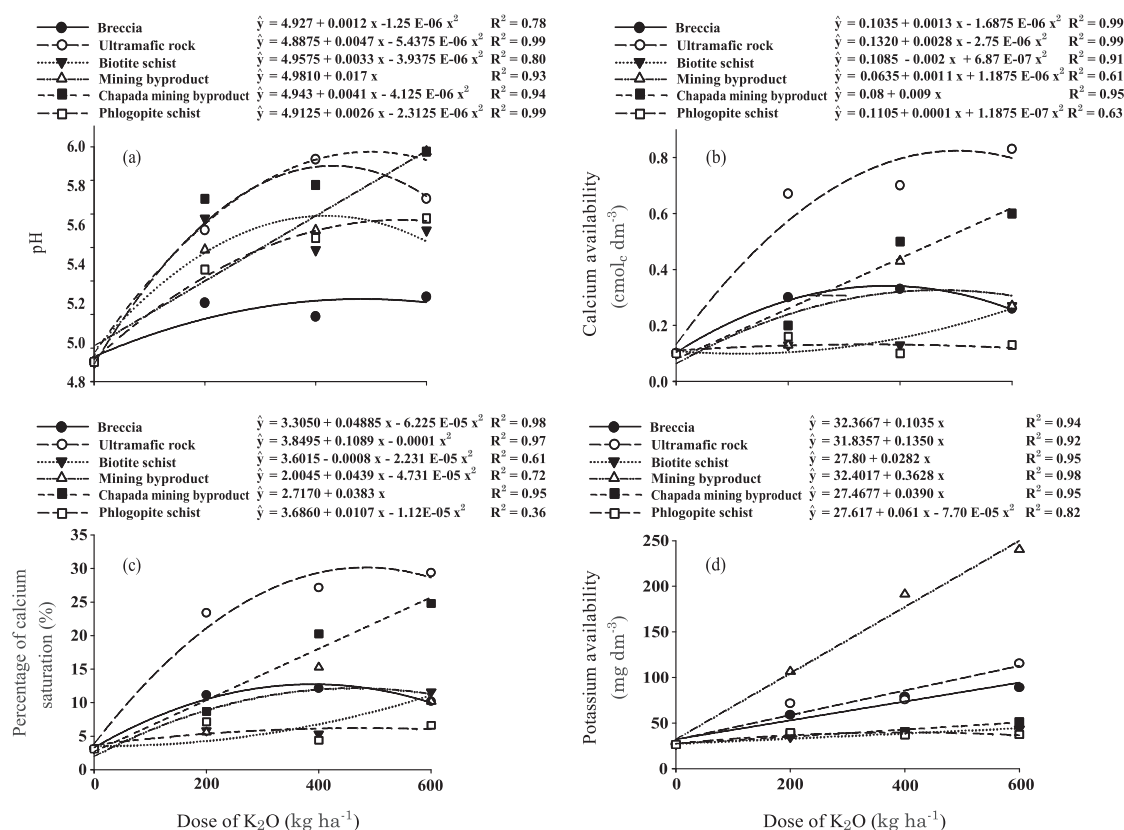 Breccia ŷ = 4.927 + 0.0012 x -1.25 E-06 x² R² = 0.78
Ultramafic rock ŷ = 4.8875 + 0.0047 x - 5.4375 E-06 x² R² = 0.99
Biotite schist ŷ = 4.9575 + 0.0033 x - 3.9375 E-06 x² R² = 0.80
Mining byproduct ŷ = 4.9810 + 0.017 x R² = 0.93
Chapada mining byproduct ŷ = 4.943 + 0.0041 x - 4.125 E-06 x² R² = 0.94
Phlogopite schist ŷ = 4.9125 + 0.0026 x - 2.3125 E-06 x² R² = 0.99
(a)
pH
6.0
5.8
5.6
5.4
5.2
5.0
4.8
Breccia ŷ = 0.1035 + 0.0013 x - 1.6875 E-06 x² R² = 0.99
Ultramafic rock ŷ = 0.1320 + 0.0028 x - 2.75 E-06 x² R² = 0.99
Biotite schist ŷ = 0.1085 - 0.002 x + 6.87 E-07 x² R² = 0.91
Mining byproduct ŷ = 0.0635 + 0.0011 x + 1.1875 E-06 x² R² = 0.61
Chapada mining byproduct ŷ = 0.08 + 0.009 x R² = 0.95
Phlogopite schist ŷ = 0.1105 + 0.0001 x + 1.1875 E-07 x² R² = 0.63
(b)
Calcium availability
(cmolc dm⁻³)
0.8
0.6
0.4
0.2
0.0
Breccia ŷ = 3.3050 + 0.04885 x - 6.225 E-05 x² R² = 0.98
Ultramafic rock ŷ = 3.8495 + 0.1089 x - 0.0001 x² R² = 0.97
Biotite schist ŷ = 3.6015 - 0.0008 x - 2.231 E-05 x² R² = 0.61
Mining byproduct ŷ = 2.0045 + 0.0439 x - 4.731 E-05 x² R² = 0.72
Chapada mining byproduct ŷ = 2.7170 + 0.0383 x R² = 0.95
Phlogopite schist ŷ = 3.6860 + 0.0107 x - 1.12E-05 x² R² = 0.36
(c)
Percentage of calcium
saturation (%)
35
30
25
20
15
10
5
0
0 200 400 600
Dose of K₂O (kg ha⁻¹)
Breccia ŷ = 32.3667 + 0.1035 x R² = 0.94
Ultramafic rock ŷ = 31.8357 + 0.1350 x R² = 0.92
Biotite schist ŷ = 27.80 + 0.0282 x R² = 0.95
Mining byproduct ŷ = 32.4017 + 0.3628 x R² = 0.98
Chapada mining byproduct ŷ = 27.4677 + 0.0390 x R² = 0.95
Phlogopite schist ŷ = 27.617 + 0.061 x - 7.70 E-05 x² R² = 0.82
(d)
Potassium availability
(mg dm⁻³)
250
200
150
100
50
0
0 200 400 600
Dose of K₂O (kg ha⁻¹)